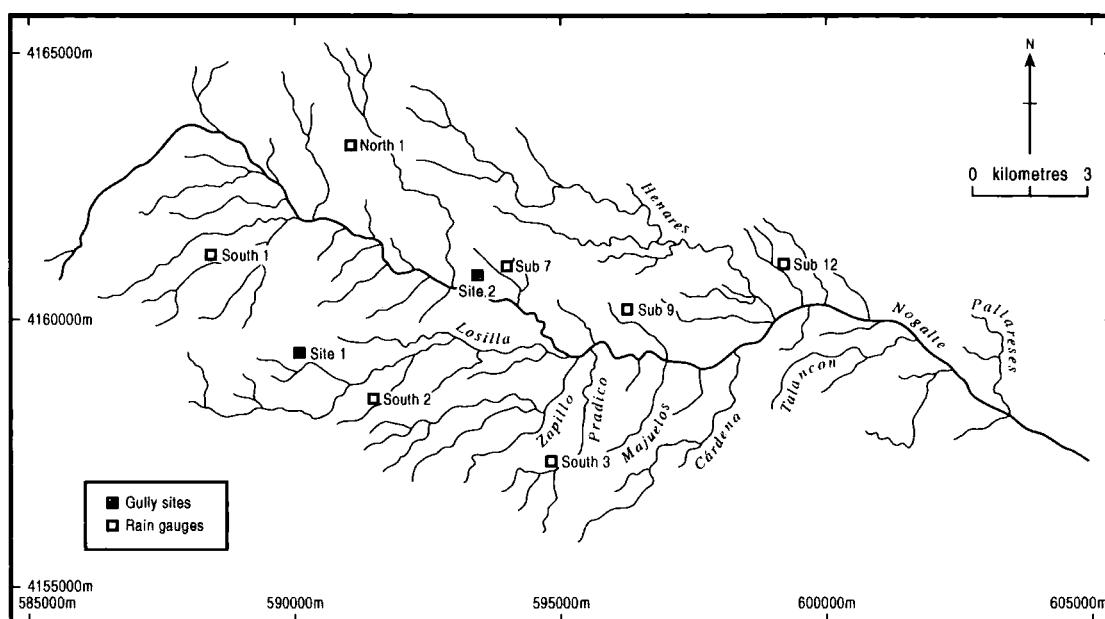 4165000m
N
North 1
0 kilometres 3
Henares
South 1
Sub 7
Sub 12
Site 2
4160000m
Sub 9
Nogalte
Pallareses
Losilla
Site 1
Tulancon
South 2
Zapillo
Pradico
Majuelos
Cárdena
South 3
Gully sites
Rain gauges
4155000m
585000m
590000m
595000m
600000m
605000m